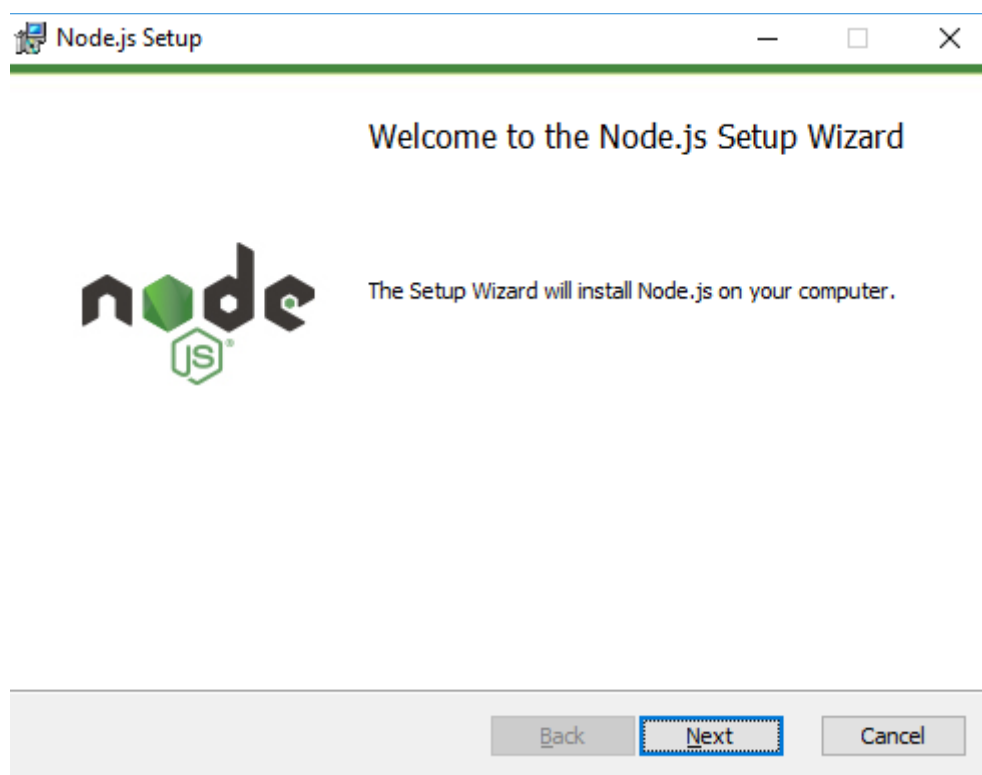 Node.js Setup
Welcome to the Node.js Setup Wizard
node
JS®
The Setup Wizard will install Node.js on your computer.
Back Next Cancel